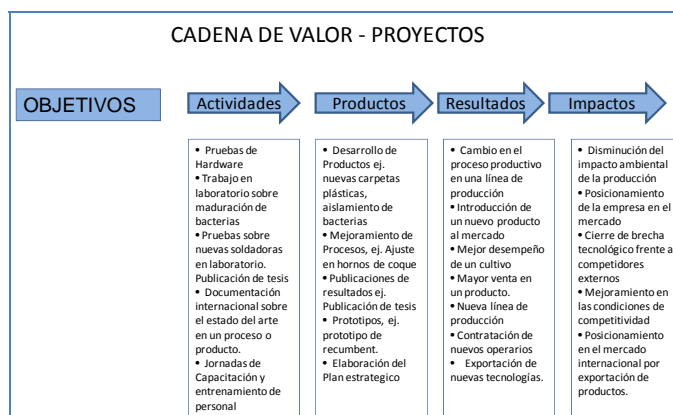 CADENA DE VALOR - PROYECTOS
OBJETIVOS
Actividades
Productos
Resultados
Impactos
• Pruebas de
Hardware
• Trabajo en
laboratorio sobre
maduración de
bacterias
• Pruebas sobre
nuevas soldadoras
en laboratorio.
Publicación de tesis
• Documentación
internacional sobre
el estado del arte
en un proceso o
producto.
• Jornadas de
Capacitación y
entrenamiento de
personal
• Desarrollo de
Productos ej.
nuevas carpetas
plásticas,
aislamiento de
bacterias
• Mejoramiento de
Procesos, ej. Ajuste
en hornos de coque
• Publicaciones de
resultados ej.
Publicación de tesis
• Prototipos, ej.
prototipo de
recumbent.
• Elaboración del
Plan estrategico
• Cambio en el
proceso productivo
en una línea de
producción
• Introducción de
un nuevo producto
al mercado
• Mejor desempeño
de un cultivo
• Mayor venta en
un producto.
• Nueva línea de
producción
• Contratación de
nuevos operarios
• Exportación de
nuevas tecnologías.
• Disminución del
impacto ambiental
de la producción
• Posicionamiento
de la empresa en el
mercado
• Cierre de brecha
tecnológico frente a
competidores
externos
• Mejoramiento en
las condiciones de
competitividad
• Posicionamiento
en el mercado
internacional por
exportación de
productos.